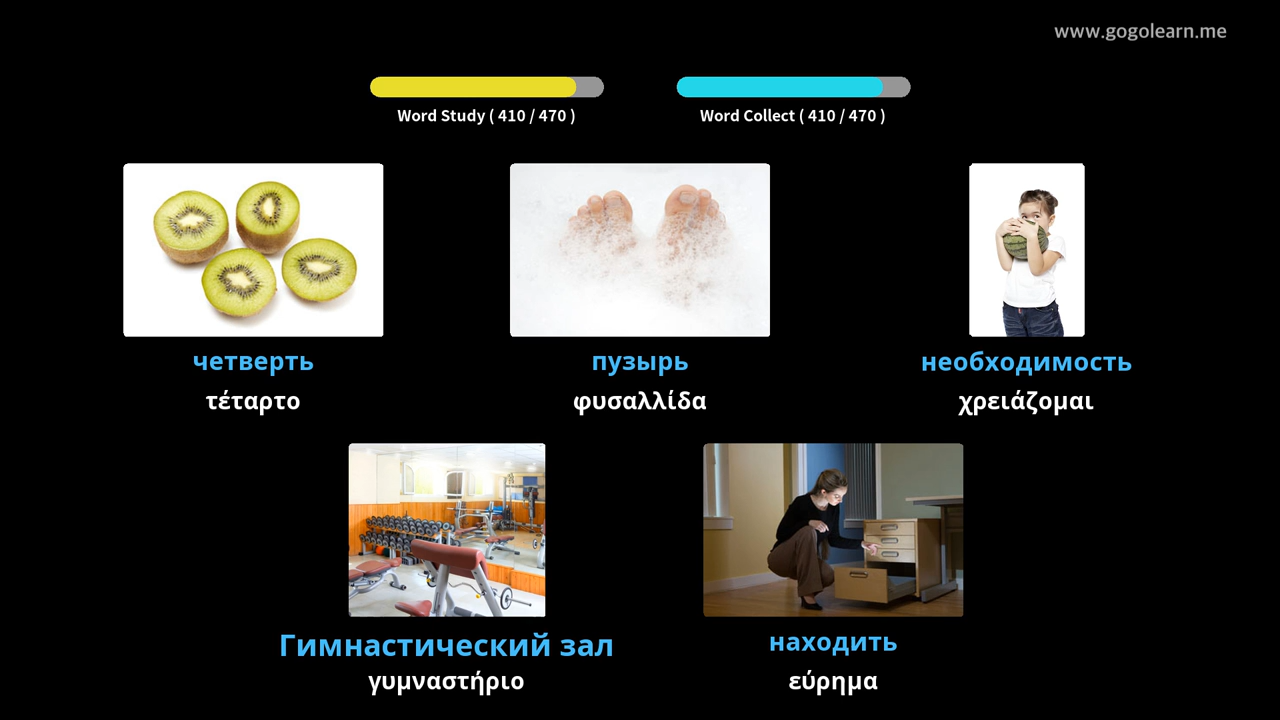 www.gogolearn.me
Word Study ( 410 / 470 )
Word Collect ( 410 / 470 )
четверть
τέταρτο
пузырь
φυσαλλίδα
необходимость
χρειάζομαι
Гимнастический зал
γυμναστήριο
находить
εύρημα